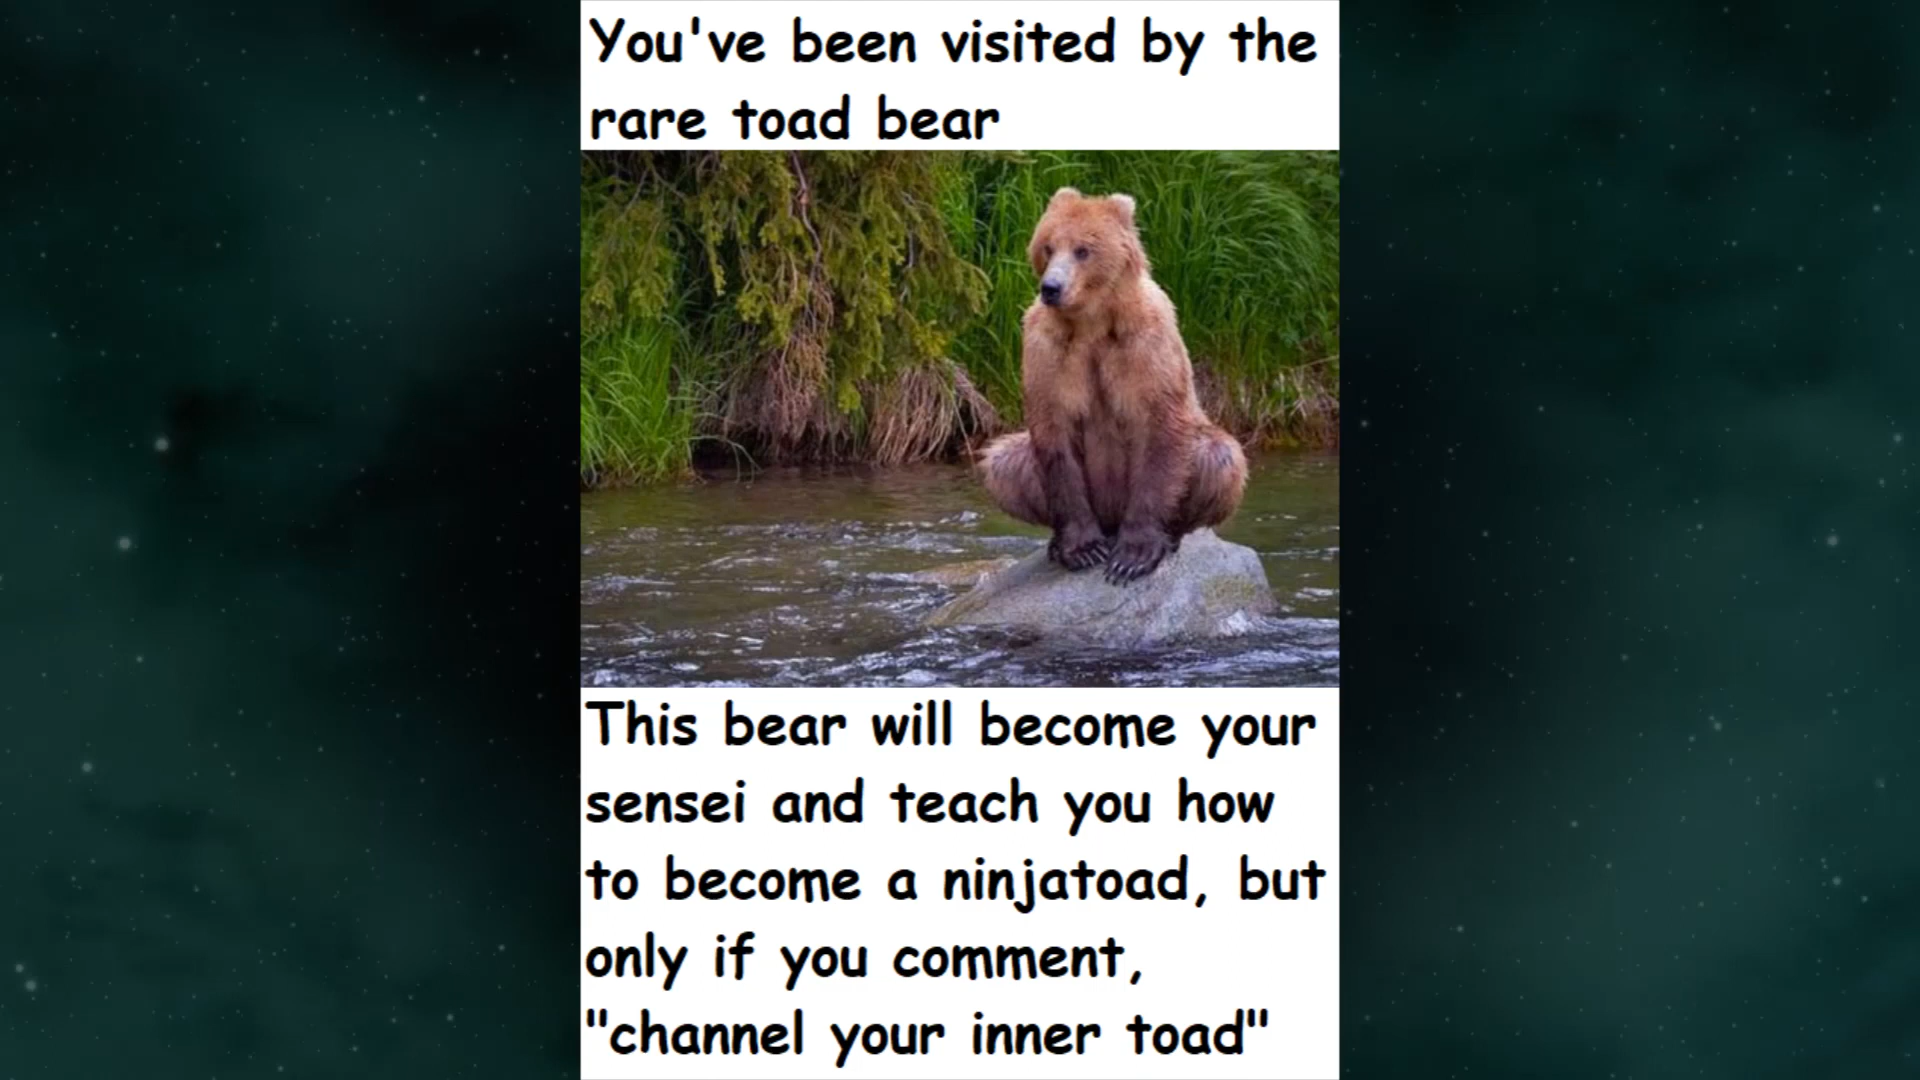 You've been visited by the
rare toad bear
This bear will become your
sensei and teach you how
to become a ninjatoad, but
only if you comment,
"channel your inner toad"